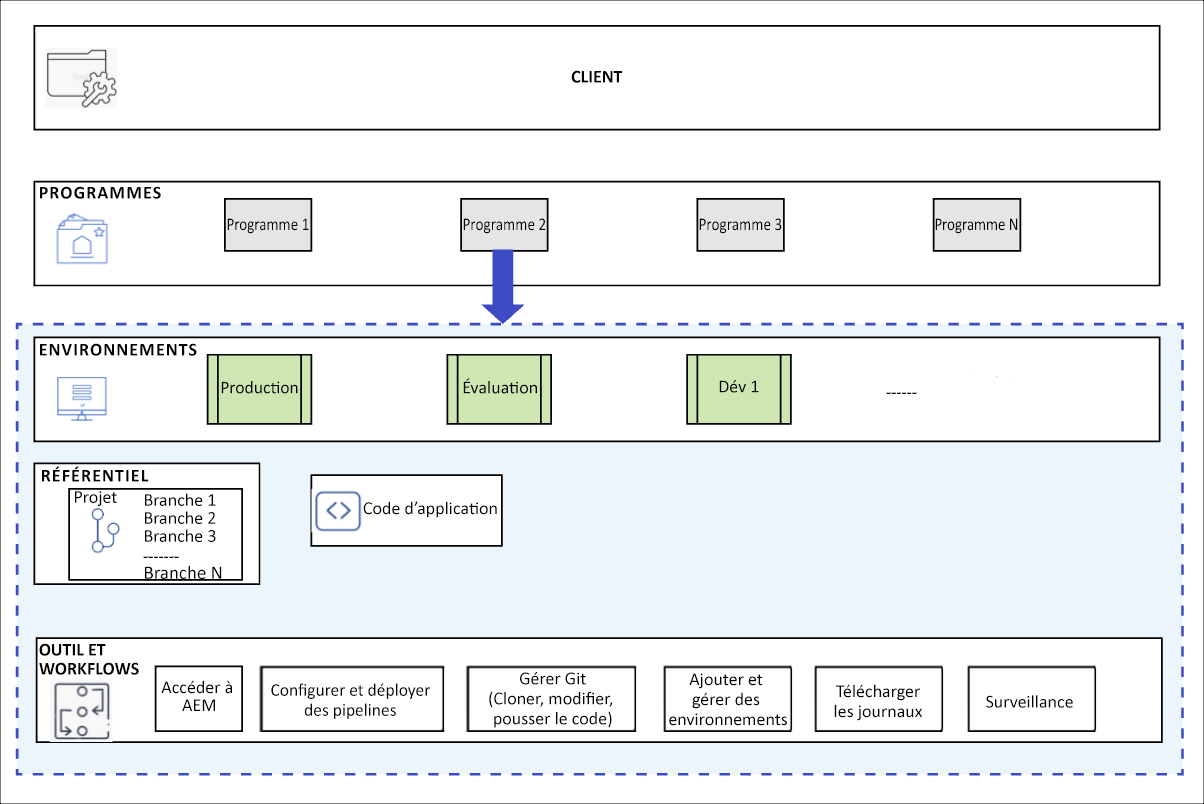 CLIENT
PROGRAMMES
Programme 1
Programme 2
Programme 3
Programme N
ENVIRONNEMENTS
Production
Évaluation
Dév 1
------
RÉFÉRENTIEL
Projet
Branche 1
Branche 2
Branche 3
-------
Branche N
Code d’application
OUTIL ET
WORKFLOWS
Accéder à
AEM
Configurer et déployer
des pipelines
Gérer Git
(Cloner, modifier,
pousser le code)
Ajouter et
gérer des
environnements
Télécharger
les journaux
Surveillance